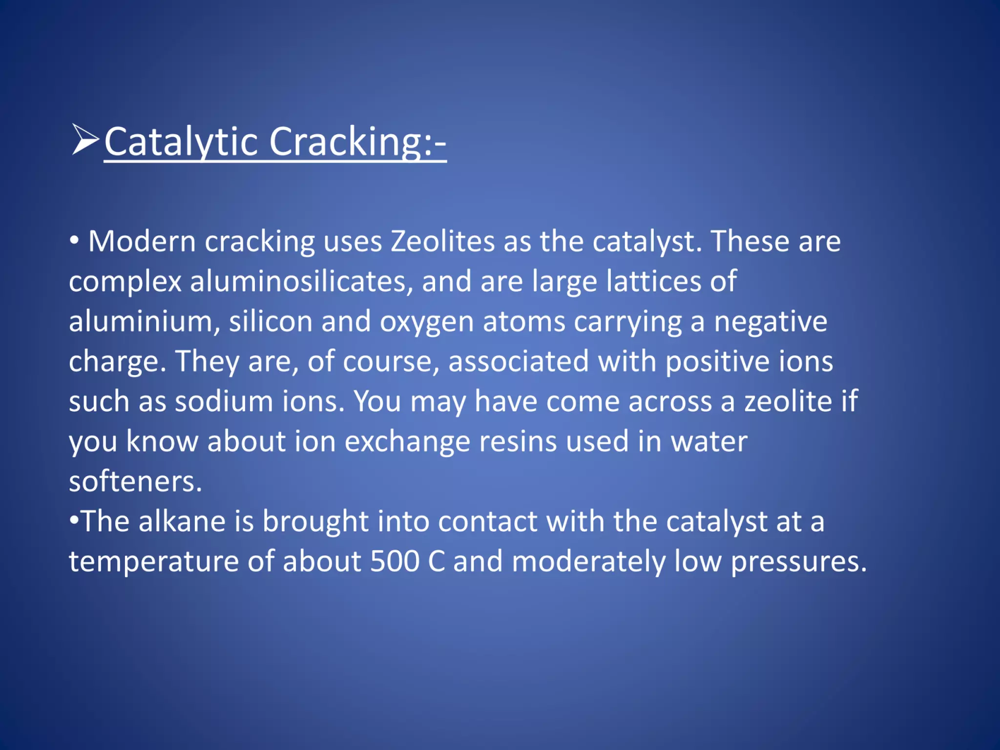 ➢Catalytic Cracking:-
• Modern cracking uses Zeolites as the catalyst. These are
complex aluminosilicates, and are large lattices of
aluminium, silicon and oxygen atoms carrying a negative
charge. They are, of course, associated with positive ions
such as sodium ions. You may have come across a zeolite if
you know about ion exchange resins used in water
softeners.
•The alkane is brought into contact with the catalyst at a
temperature of about 500 C and moderately low pressures.